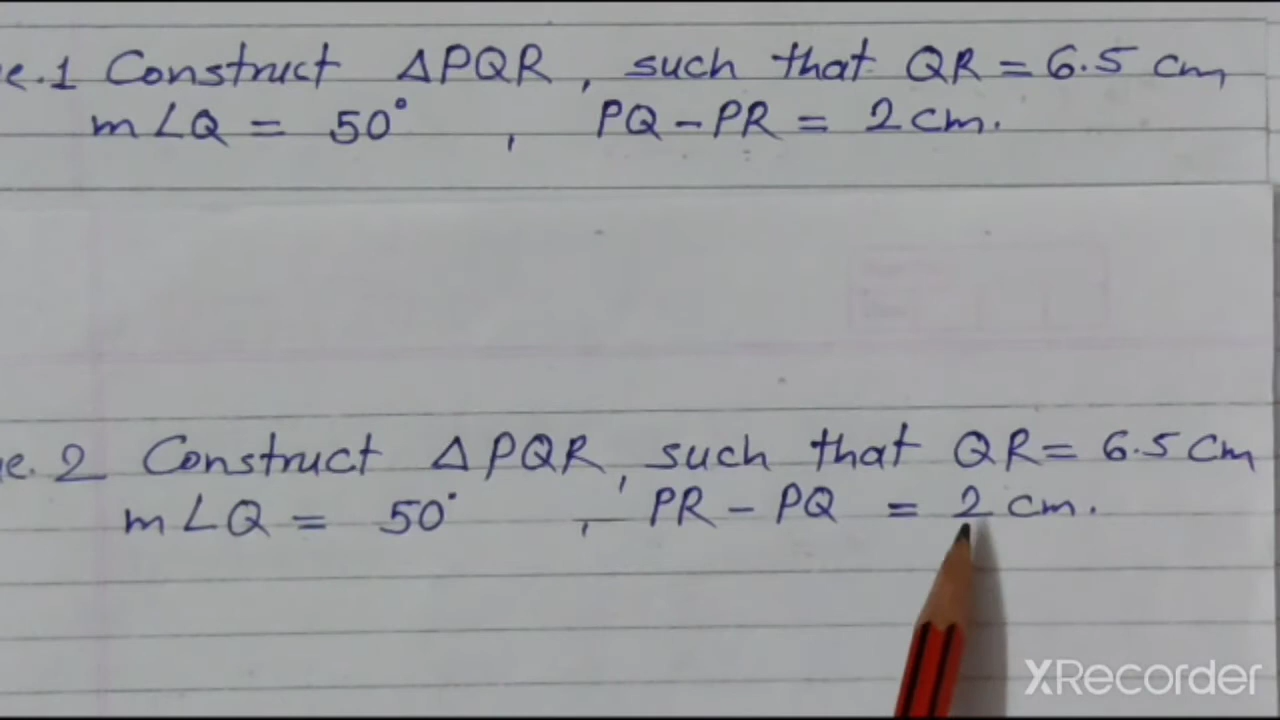 e.1 Construct ΔPQR, such that QR = 6.5 cm,
m∠Q = 50°, PQ - PR = 2 cm.
e. 2 Construct ΔPQR, such that QR = 6.5 cm
m∠Q = 50°, PR - PQ = 2 cm.
XRecorder